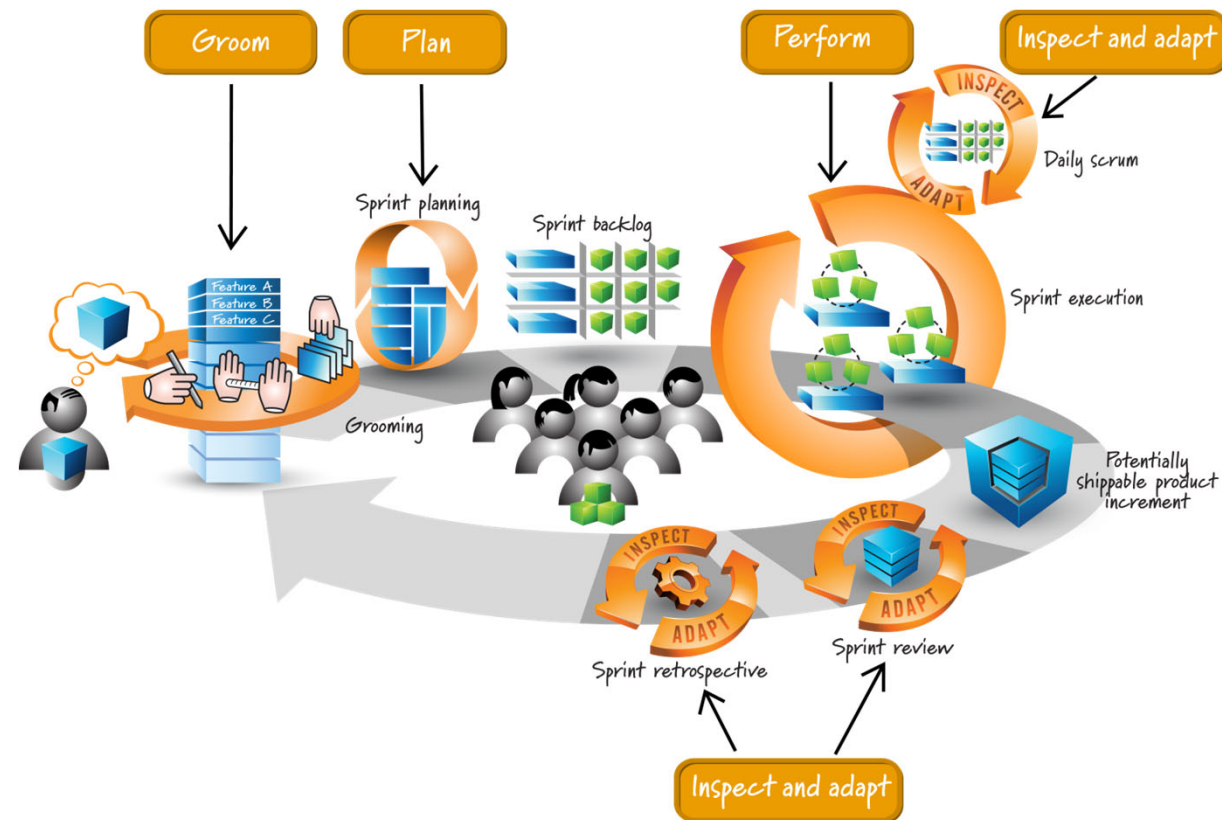 Groom
Plan
Perform
Inspect and adapt
INSPECT
ADAPT
Daily scrum
Sprint planning
Sprint backlog
Feature A
Feature B
Feature C
Sprint execution
Grooming
Potentially
shippable product
increment
INSPECT
ADAPT
Sprint review
INSPECT
ADAPT
Sprint retrospective
Inspect and adapt